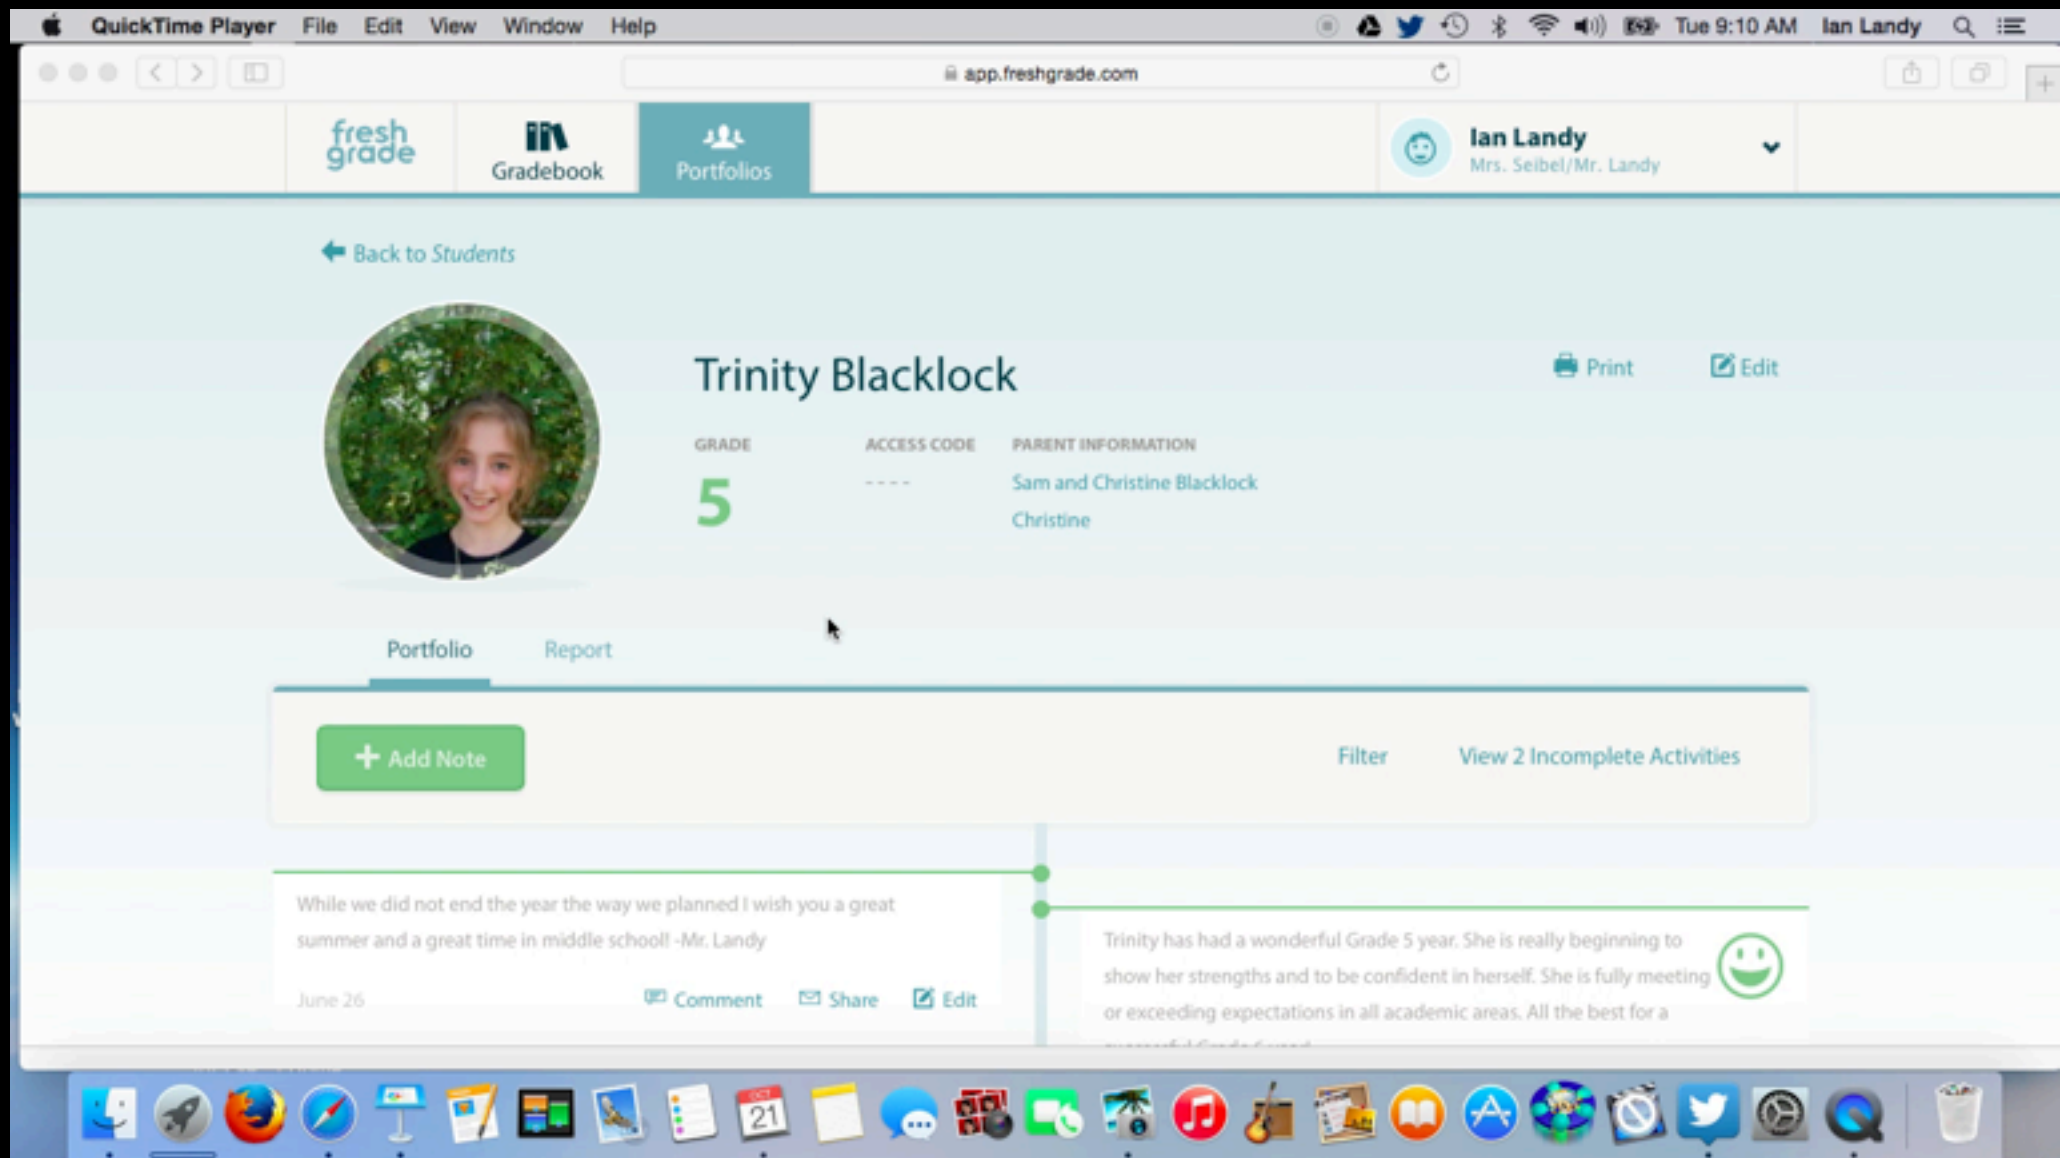 QuickTime Player File Edit View Window Help Tue 9:10 AM Ian Landy
app.freshgrade.com
fresh
grade
Gradebook
Portfolios
Ian Landy
Mrs. Seibel/Mr. Landy
Back to Students
Trinity Blacklock
Print Edit
GRADE ACCESS CODE PARENT INFORMATION
5 - - - - Sam and Christine Blacklock
Christine
Portfolio Report
+ Add Note Filter View 2 Incomplete Activities
While we did not end the year the way we planned I wish you a great
summer and a great time in middle school! -Mr. Landy
June 26 Comment Share Edit
Trinity has had a wonderful Grade 5 year. She is really beginning to
show her strengths and to be confident in herself. She is fully meeting
or exceeding expectations in all academic areas. All the best for a
successful Grade 6 year!
OCT
21